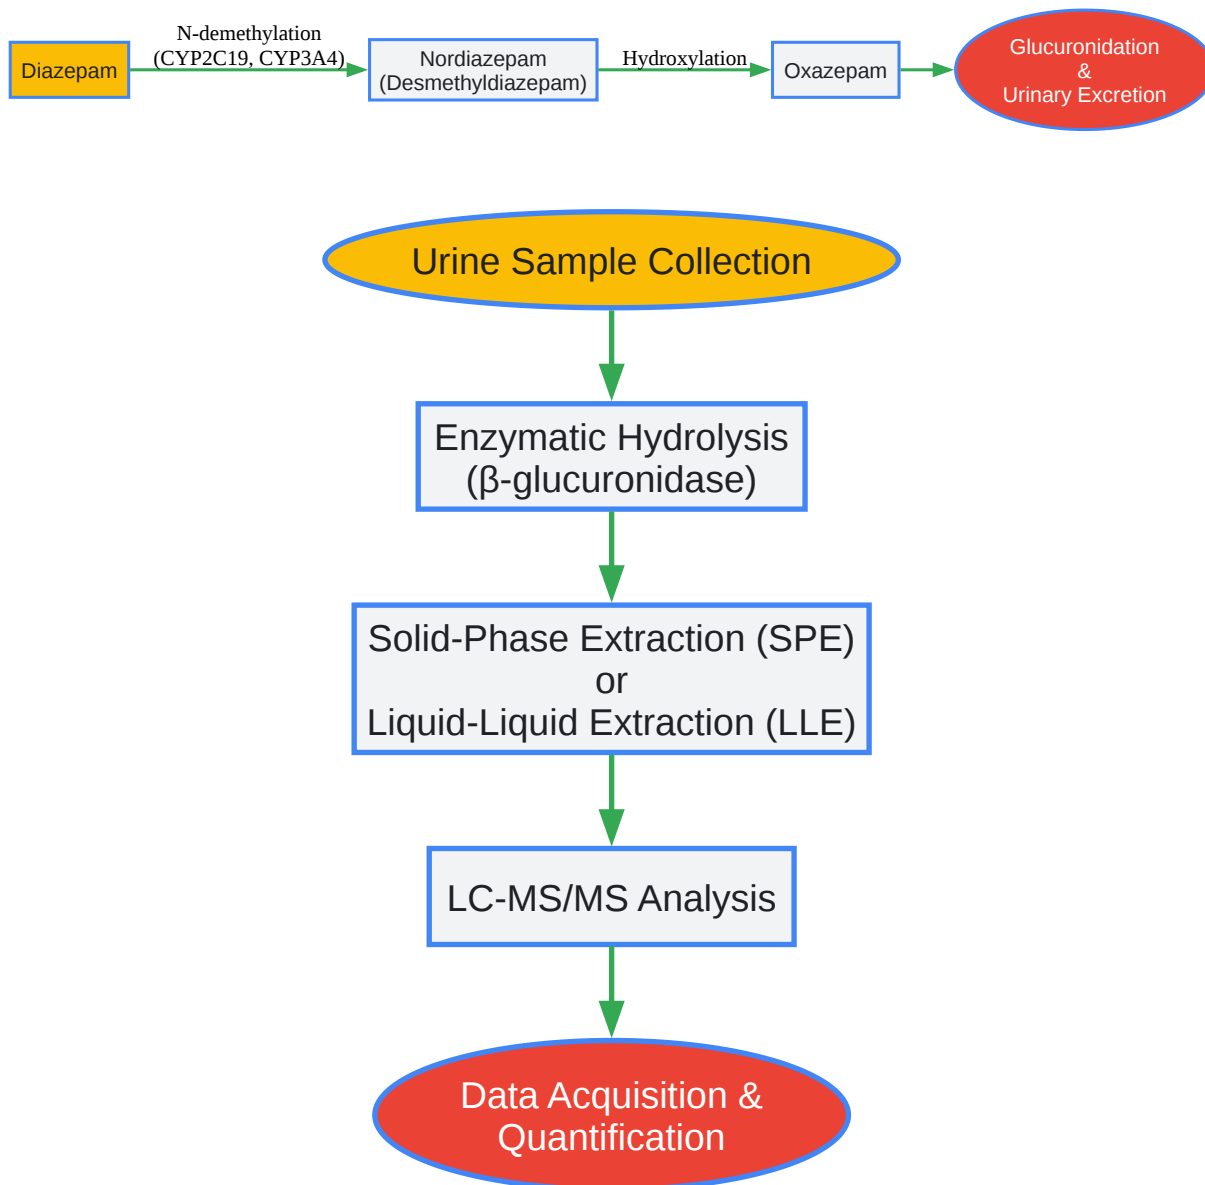 Diazepam
N-demethylation
(CYP2C19, CYP3A4)
Nordiazepam
(Desmethyldiazepam)
Hydroxylation
Oxazepam
Glucuronidation
&
Urinary Excretion
Urine Sample Collection
Enzymatic Hydrolysis
(β-glucuronidase)
Solid-Phase Extraction (SPE)
or
Liquid-Liquid Extraction (LLE)
LC-MS/MS Analysis
Data Acquisition &
Quantification